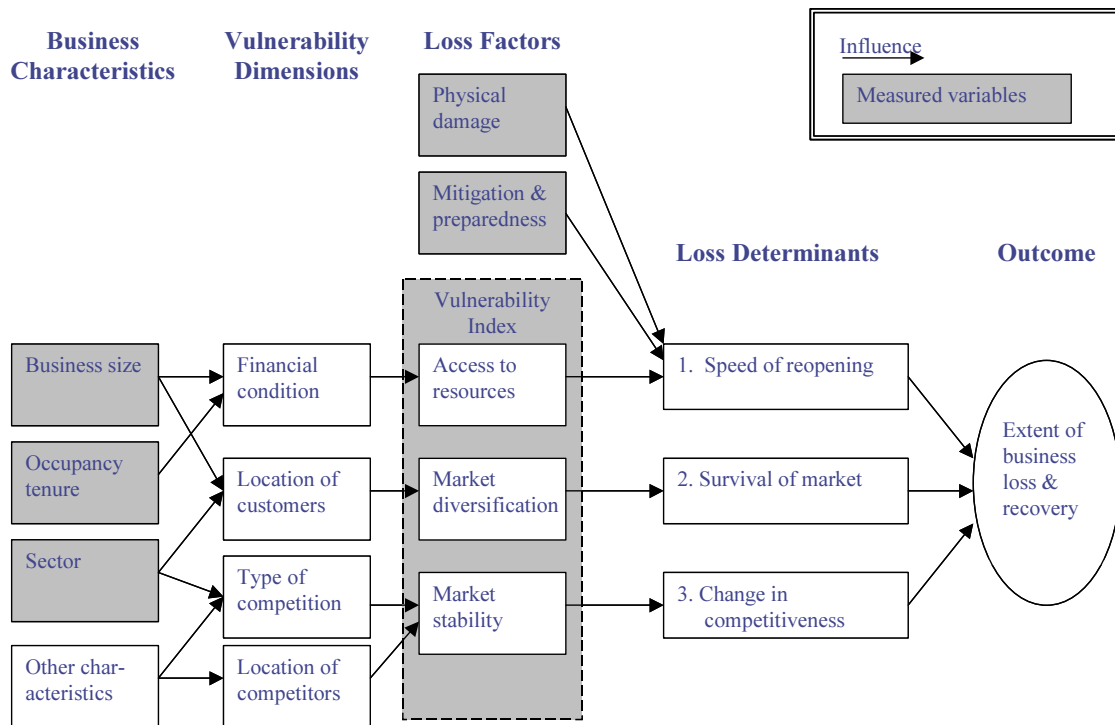 Business
Characteristics
Vulnerability
Dimensions
Loss Factors
Influence
Measured variables
Physical
damage
Mitigation &
preparedness
Loss Determinants
Outcome
Vulnerability
Index
Business size
Financial
condition
Access to
resources
1. Speed of reopening
Occupancy
tenure
Location of
customers
Market
diversification
2. Survival of market
Extent of
business
loss &
recovery
Sector
Type of
competition
Market
stability
3. Change in
competitiveness
Other char-
acteristics
Location of
competitors